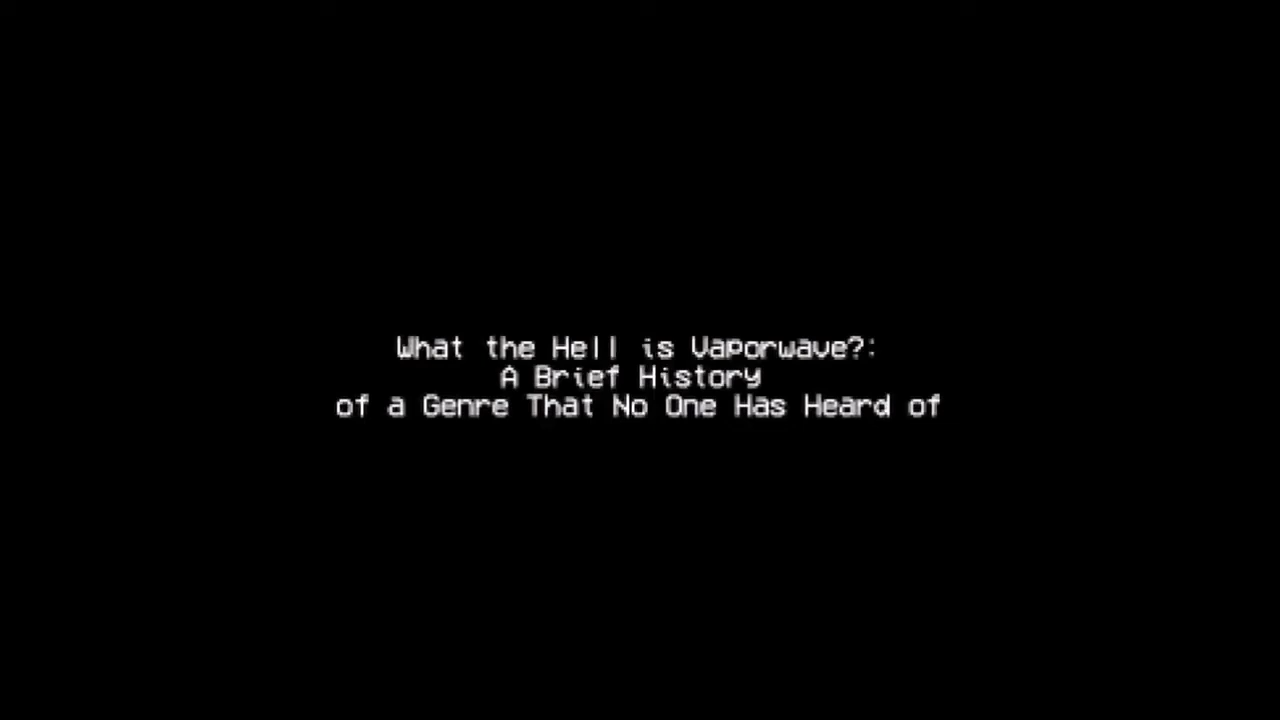 What the Hell is Vaporwave?:
A Brief History
of a Genre That No One Has Heard of